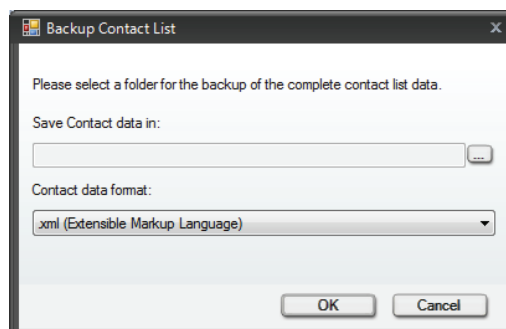 Backup Contact List
x
Please select a folder for the backup of the complete contact list data.
Save Contact data in:
...
Contact data format:
.xml (Extensible Markup Language)
OK
Cancel